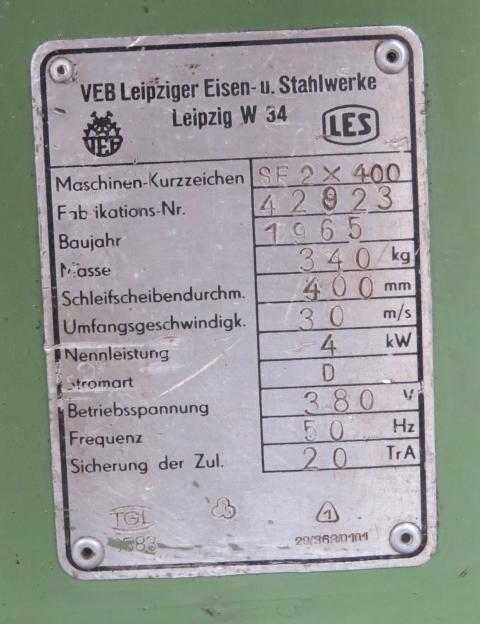 VEB Leipziger Eisen- u. Stahlwerke
Leipzig W 34
VEB
LES
Maschinen-Kurzzeichen SF 2 X 400
Fabrikations-Nr. 42923
Baujahr 1965
Masse 340 kg
Schleifscheibendurchm. 400 mm
Umfangsgeschwindigk. 30 m/s
Nennleistung 4 kW
Stromart D
Betriebsspannung 380 V
Frequenz 50 Hz
Sicherung der Zul. 20 TrA
TGL
1